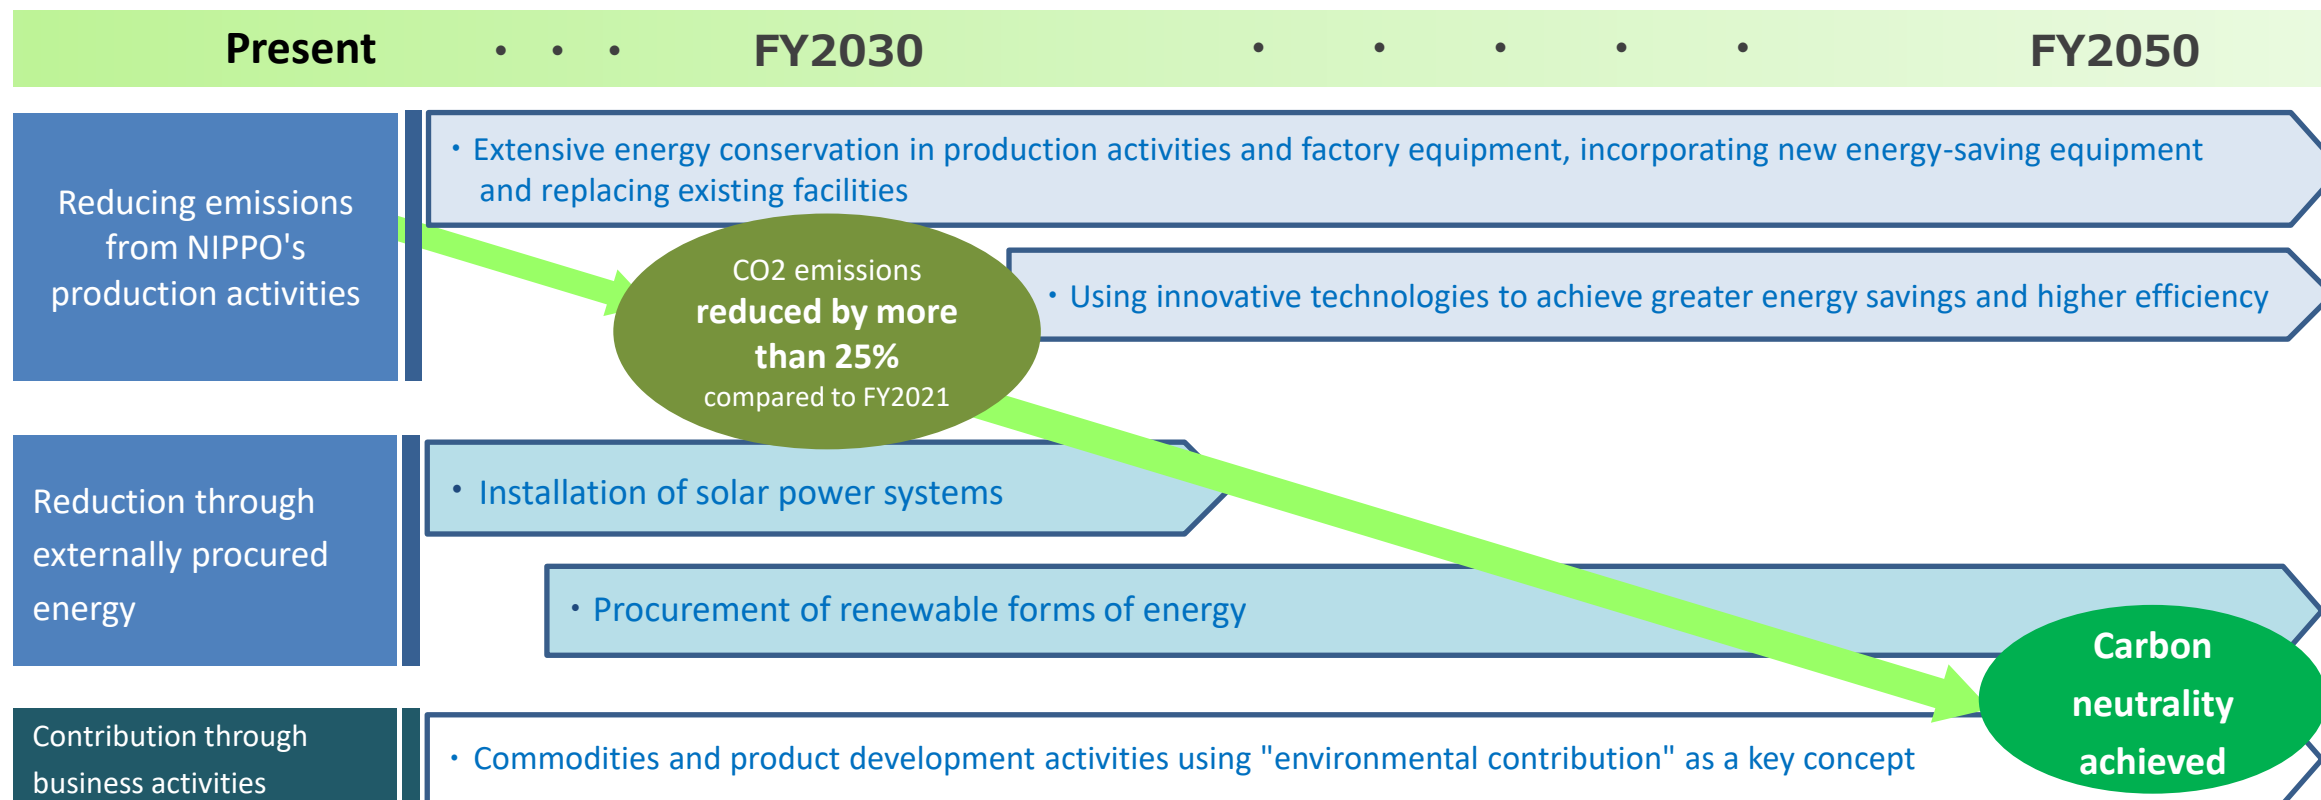 Present ・・・ FY2030 ・ ・ ・ ・ ・ FY2050
Reducing emissions
from NIPPO's
production activities
・Extensive energy conservation in production activities and factory equipment, incorporating new energy-saving equipment
and replacing existing facilities
・Using innovative technologies to achieve greater energy savings and higher efficiency
CO2 emissions
reduced by more
than 25%
compared to FY2021
Reduction through
externally procured
energy
・Installation of solar power systems
・Procurement of renewable forms of energy
Carbon
neutrality
achieved
Contribution through
business activities
・Commodities and product development activities using "environmental contribution" as a key concept